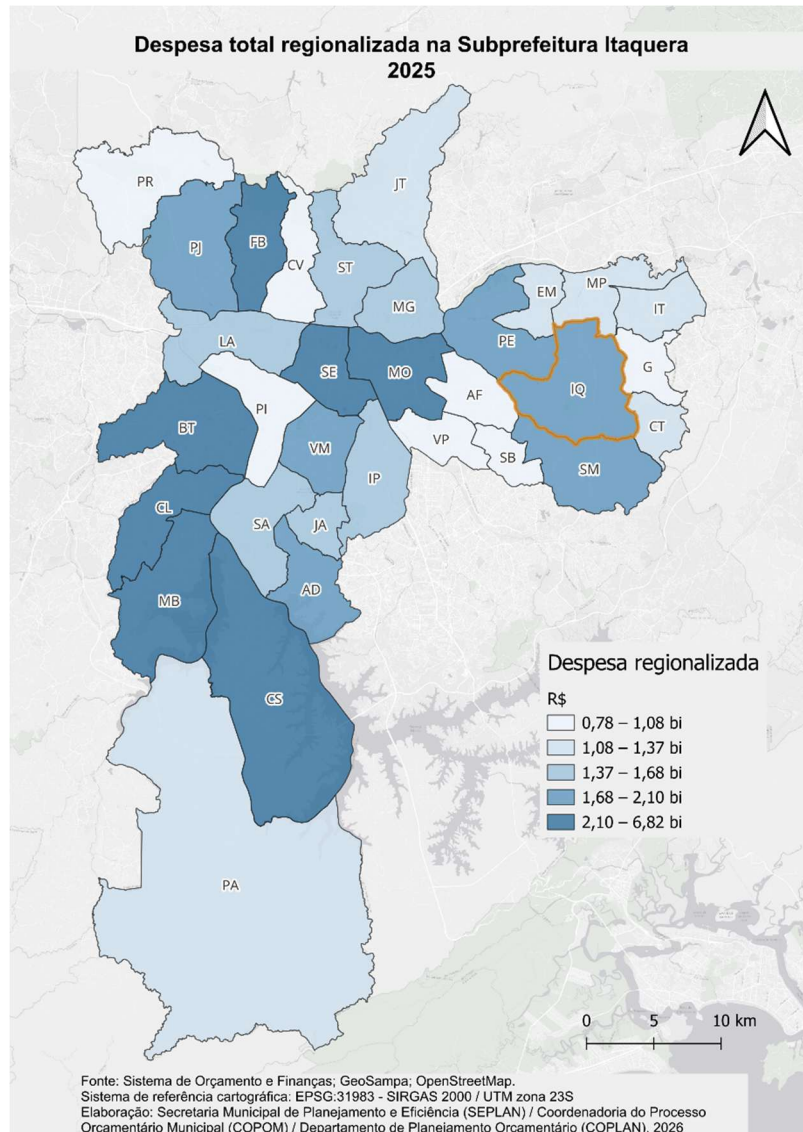 Despesa total regionalizada na Subprefeitura Itaquera
2025
JT
PR
PJ
FB
CV
ST
MG
EM
MP
IT
LA
SE
MO
PE
G
AF
IQ
PI
BT
VM
VP
CT
SB
SM
IP
CL
SA
JA
AD
MB
CS
PA
Despesa regionalizada
R$
0,78 – 1,08 bi
1,08 – 1,37 bi
1,37 – 1,68 bi
1,68 – 2,10 bi
2,10 – 6,82 bi
0 5 10 km
Fonte: Sistema de Orçamento e Finanças; GeoSampa; OpenStreetMap.
Sistema de referência cartográfica: EPSG:31983 - SIRGAS 2000 / UTM zona 23S
Elaboração: Secretaria Municipal de Planejamento e Eficiência (SEPLAN) / Coordenadoria do Processo
Orçamentário Municipal (COPOM) / Departamento de Planejamento Orçamentário (COPLAN), 2026